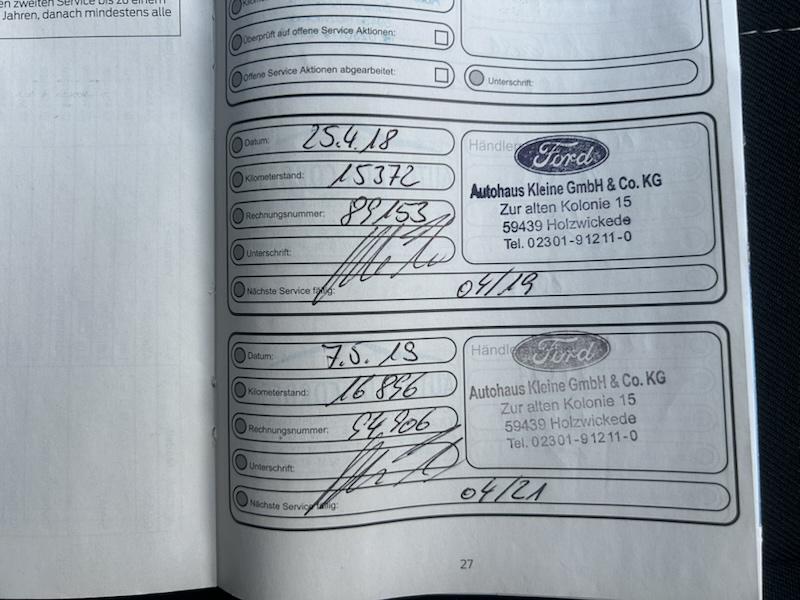 en zweiten Service bis zu einem
Jahren, danach mindestens alle
Überprüft auf offene Service Aktionen:
Offene Service Aktionen abgearbeitet:
Unterschrift:
Datum: 25.4.18
Kilometerstand: 15372
Rechnungsnummer: 89153
Unterschrift:
Nächste Service fällig: 04/19
Händler
Ford
Autohaus Kleine GmbH & Co. KG
Zur alten Kolonie 15
59439 Holzwickede
Tel. 02301-91211-0
Datum: 7.5.19
Kilometerstand: 16896
Rechnungsnummer: 94906
Unterschrift:
Nächste Service fällig: 04/21
Händler
Ford
Autohaus Kleine GmbH & Co. KG
Zur alten Kolonie 15
59439 Holzwickede
Tel. 02301-91211-0
27